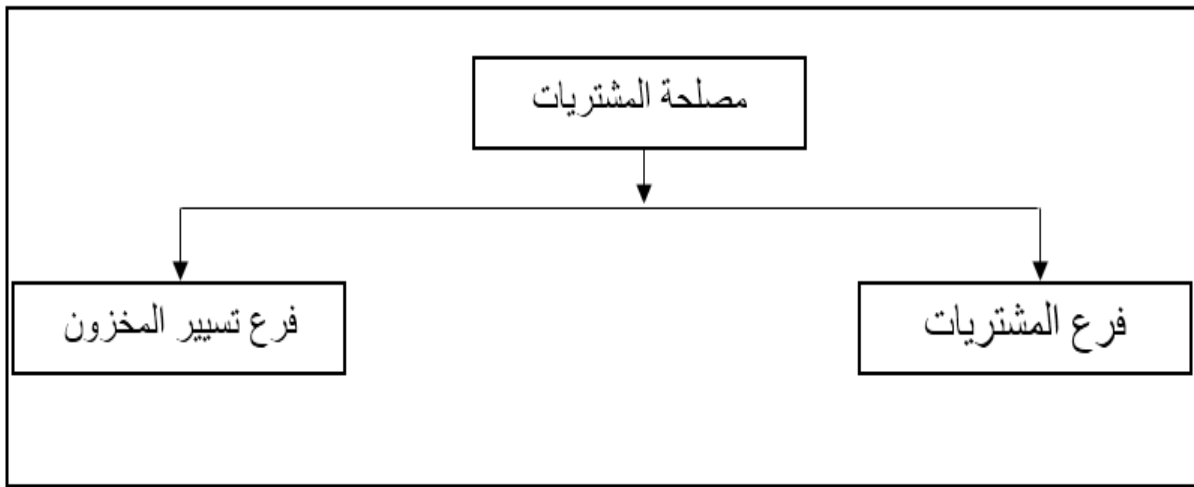 مصلحة المشتريات
فرع المشتريات
فرع تسيير المخزون